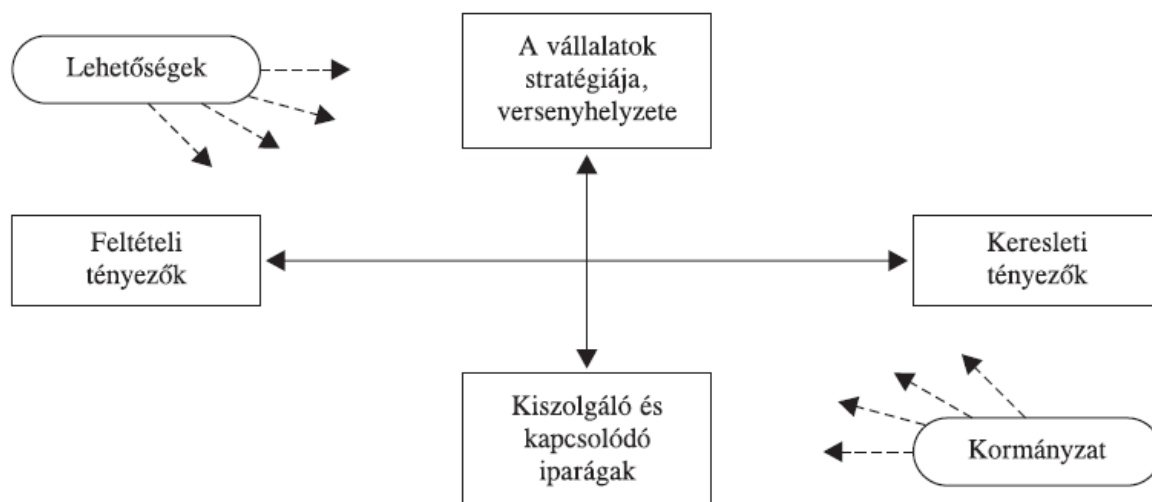 Lehetőségek
A vállalatok
stratégiája,
versenyhelyzete
Feltételi
tényezők
Keresleti
tényezők
Kiszolgáló és
kapcsolódó
iparágak
Kormányzat